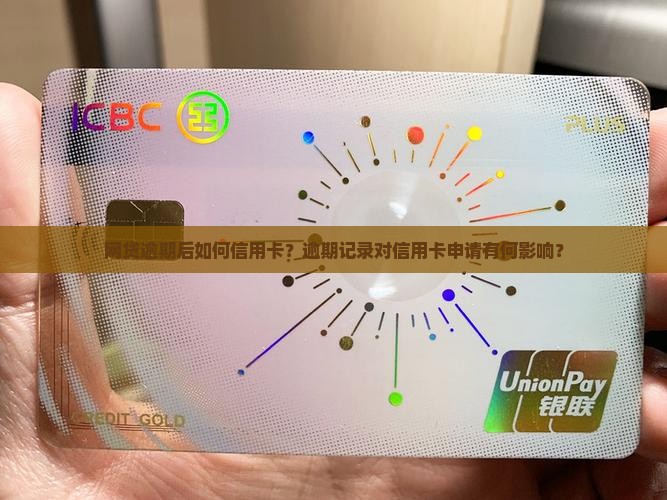 ICBC
PLUS
网贷逾期后如何信用卡？逾期记录对信用卡申请有何影响？
UnionPay
银联
CREDIT GOLD